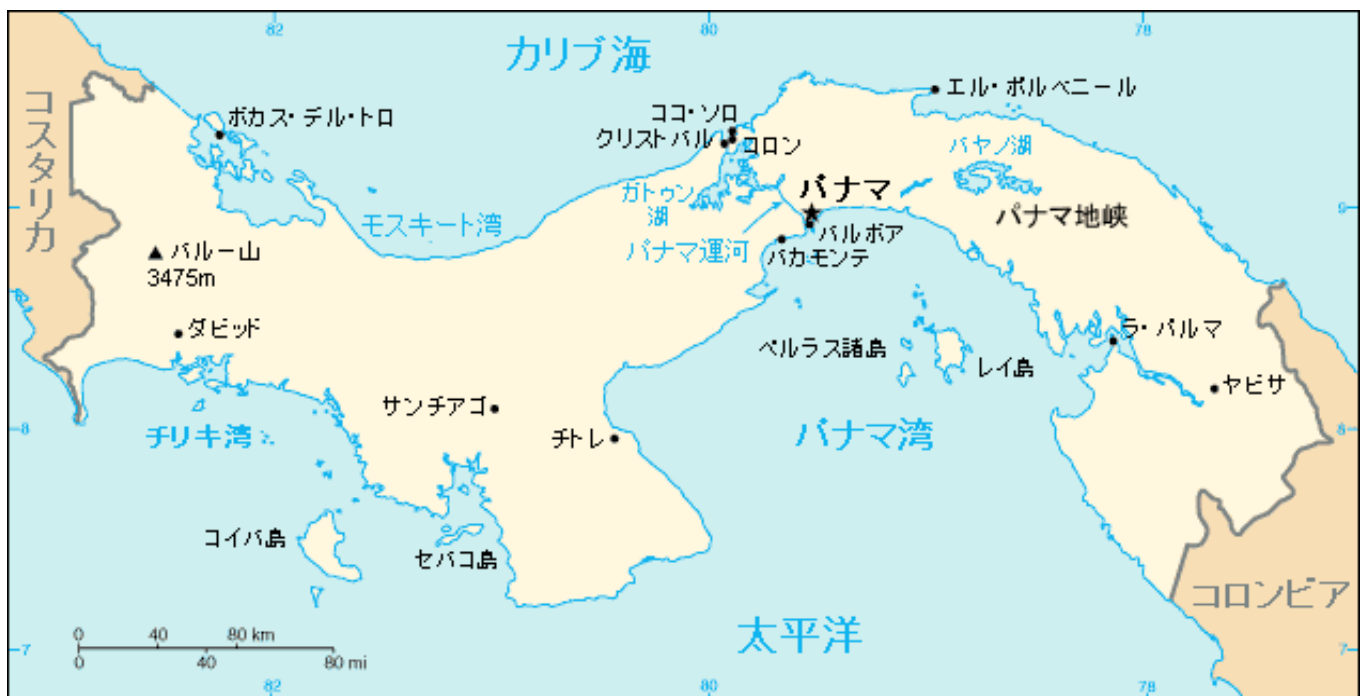 82
80
78
カリブ海
エル・ポルベニール
コスタリカ
ボカス・デル・トロ
ココ・ソロ
クリストバル
コロン
バヤノ湖
ガトゥン
湖
パナマ
9
9
モスキート湾
パナマ地峡
バルボア
パナマ運河
バカモンテ
▲ バルー山
3475m
ダビッド
ラ・パルマ
ペルラス諸島
レイ島
ヤビサ
サンチアゴ
チリキ湾
チトレ
パナマ湾
8
8
コイバ島
セバコ島
コロンビア
太平洋
0 40 80 km
0 40 80 mi
7
7
82
80
78